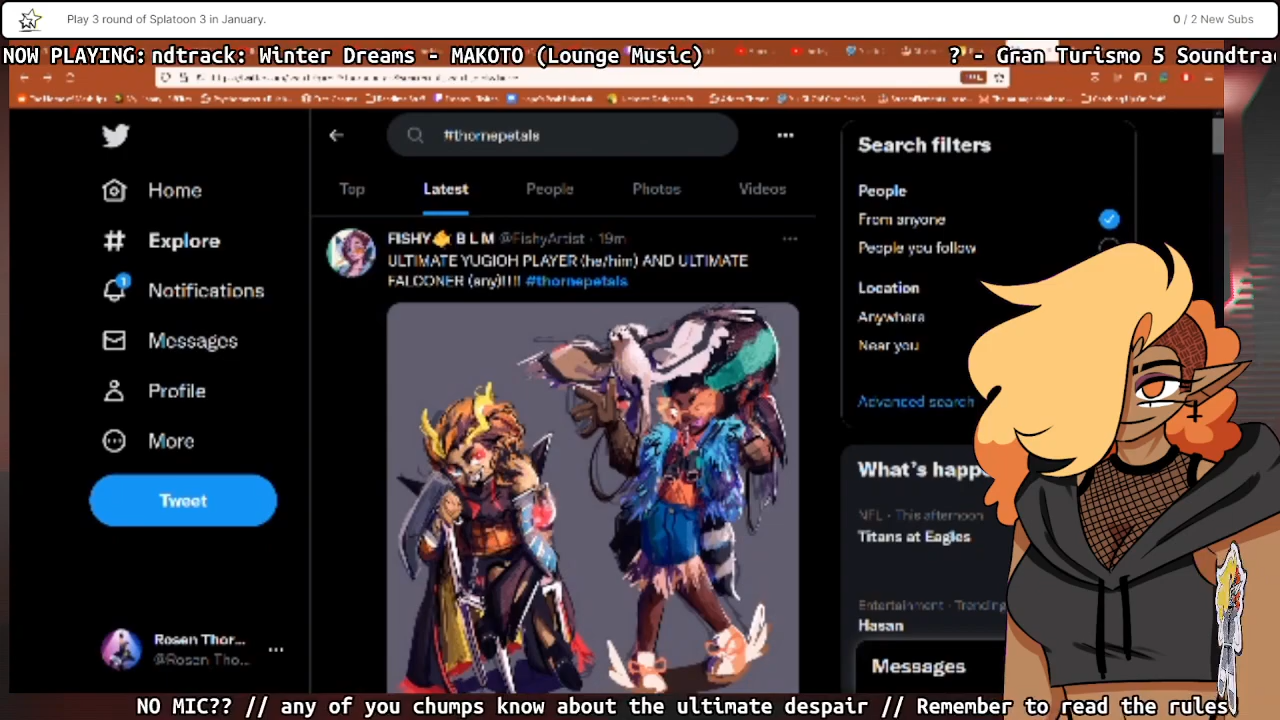 Play 3 round of Splatoon 3 in January.
0 / 2 New Subs
NOW PLAYING: ndtrack: Winter Dreams - MAKOTO (Lounge Music)
? - Gran Turismo 5 Soundtrac
#thornepetals
Top
Latest
People
Photos
Videos
Home
Explore
1
Notifications
Messages
Profile
More
Tweet
Rosen Thor...
@Rosen Tho...
FISHY🐠 B L M @FishyArtist · 19m
ULTIMATE YUGIOH PLAYER (he/him) AND ULTIMATE
FALCONER (any)!!!! #thornepetals
Search filters
People
From anyone
People you follow
Location
Anywhere
Near you
Advanced search
What's happe
NFL · This afternoon
Titans at Eagles
Entertainment · Trending
Hasan
Messages
NO MIC?? // any of you chumps know about the ultimate despair // Remember to read the rules